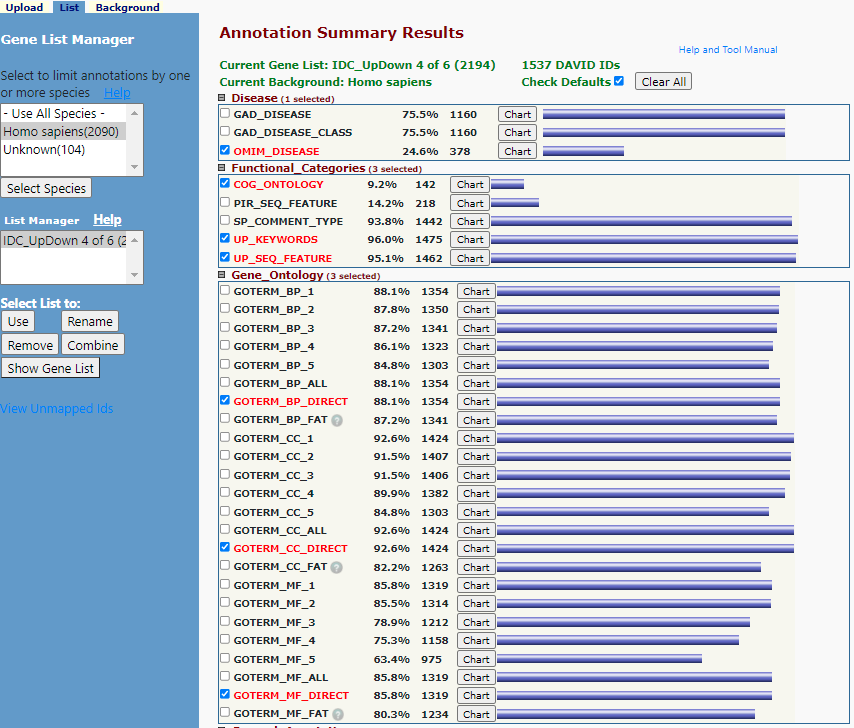 Upload List Background
Gene List Manager
Select to limit annotations by one
or more species Help
- Use All Species -
Homo sapiens(2090)
Unknown(104)
Select Species
List Manager Help
IDC_UpDown 4 of 6 (2
Select List to:
Use Rename
Remove Combine
Show Gene List
View Unmapped Ids
Annotation Summary Results
Help and Tool Manual
Current Gene List: IDC_UpDown 4 of 6 (2194) 1537 DAVID IDs
Current Background: Homo sapiens Check Defaults Clear All
Disease (1 selected)
GAD_DISEASE 75.5% 1160 Chart
GAD_DISEASE_CLASS 75.5% 1160 Chart
OMIM_DISEASE 24.6% 378 Chart
Functional_Categories (3 selected)
COG_ONTOLOGY 9.2% 142 Chart
PIR_SEQ_FEATURE 14.2% 218 Chart
SP_COMMENT_TYPE 93.8% 1442 Chart
UP_KEYWORDS 96.0% 1475 Chart
UP_SEQ_FEATURE 95.1% 1462 Chart
Gene_Ontology (3 selected)
GOTERM_BP_1 88.1% 1354 Chart
GOTERM_BP_2 87.8% 1350 Chart
GOTERM_BP_3 87.2% 1341 Chart
GOTERM_BP_4 86.1% 1323 Chart
GOTERM_BP_5 84.8% 1303 Chart
GOTERM_BP_ALL 88.1% 1354 Chart
GOTERM_BP_DIRECT 88.1% 1354 Chart
GOTERM_BP_FAT ? 87.2% 1341 Chart
GOTERM_CC_1 92.6% 1424 Chart
GOTERM_CC_2 91.5% 1407 Chart
GOTERM_CC_3 91.5% 1406 Chart
GOTERM_CC_4 89.9% 1382 Chart
GOTERM_CC_5 84.8% 1303 Chart
GOTERM_CC_ALL 92.6% 1424 Chart
GOTERM_CC_DIRECT 92.6% 1424 Chart
GOTERM_CC_FAT ? 82.2% 1263 Chart
GOTERM_MF_1 85.8% 1319 Chart
GOTERM_MF_2 85.5% 1314 Chart
GOTERM_MF_3 78.9% 1212 Chart
GOTERM_MF_4 75.3% 1158 Chart
GOTERM_MF_5 63.4% 975 Chart
GOTERM_MF_ALL 85.8% 1319 Chart
GOTERM_MF_DIRECT 85.8% 1319 Chart
GOTERM_MF_FAT ? 80.3% 1234 Chart